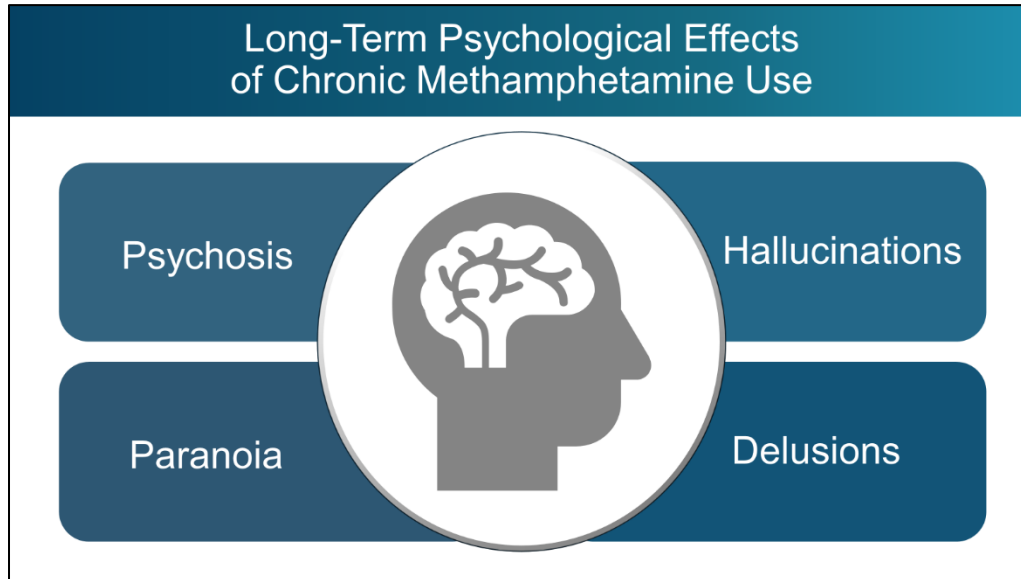 Long-Term Psychological Effects
of Chronic Methamphetamine Use
Psychosis
Hallucinations
Paranoia
Delusions